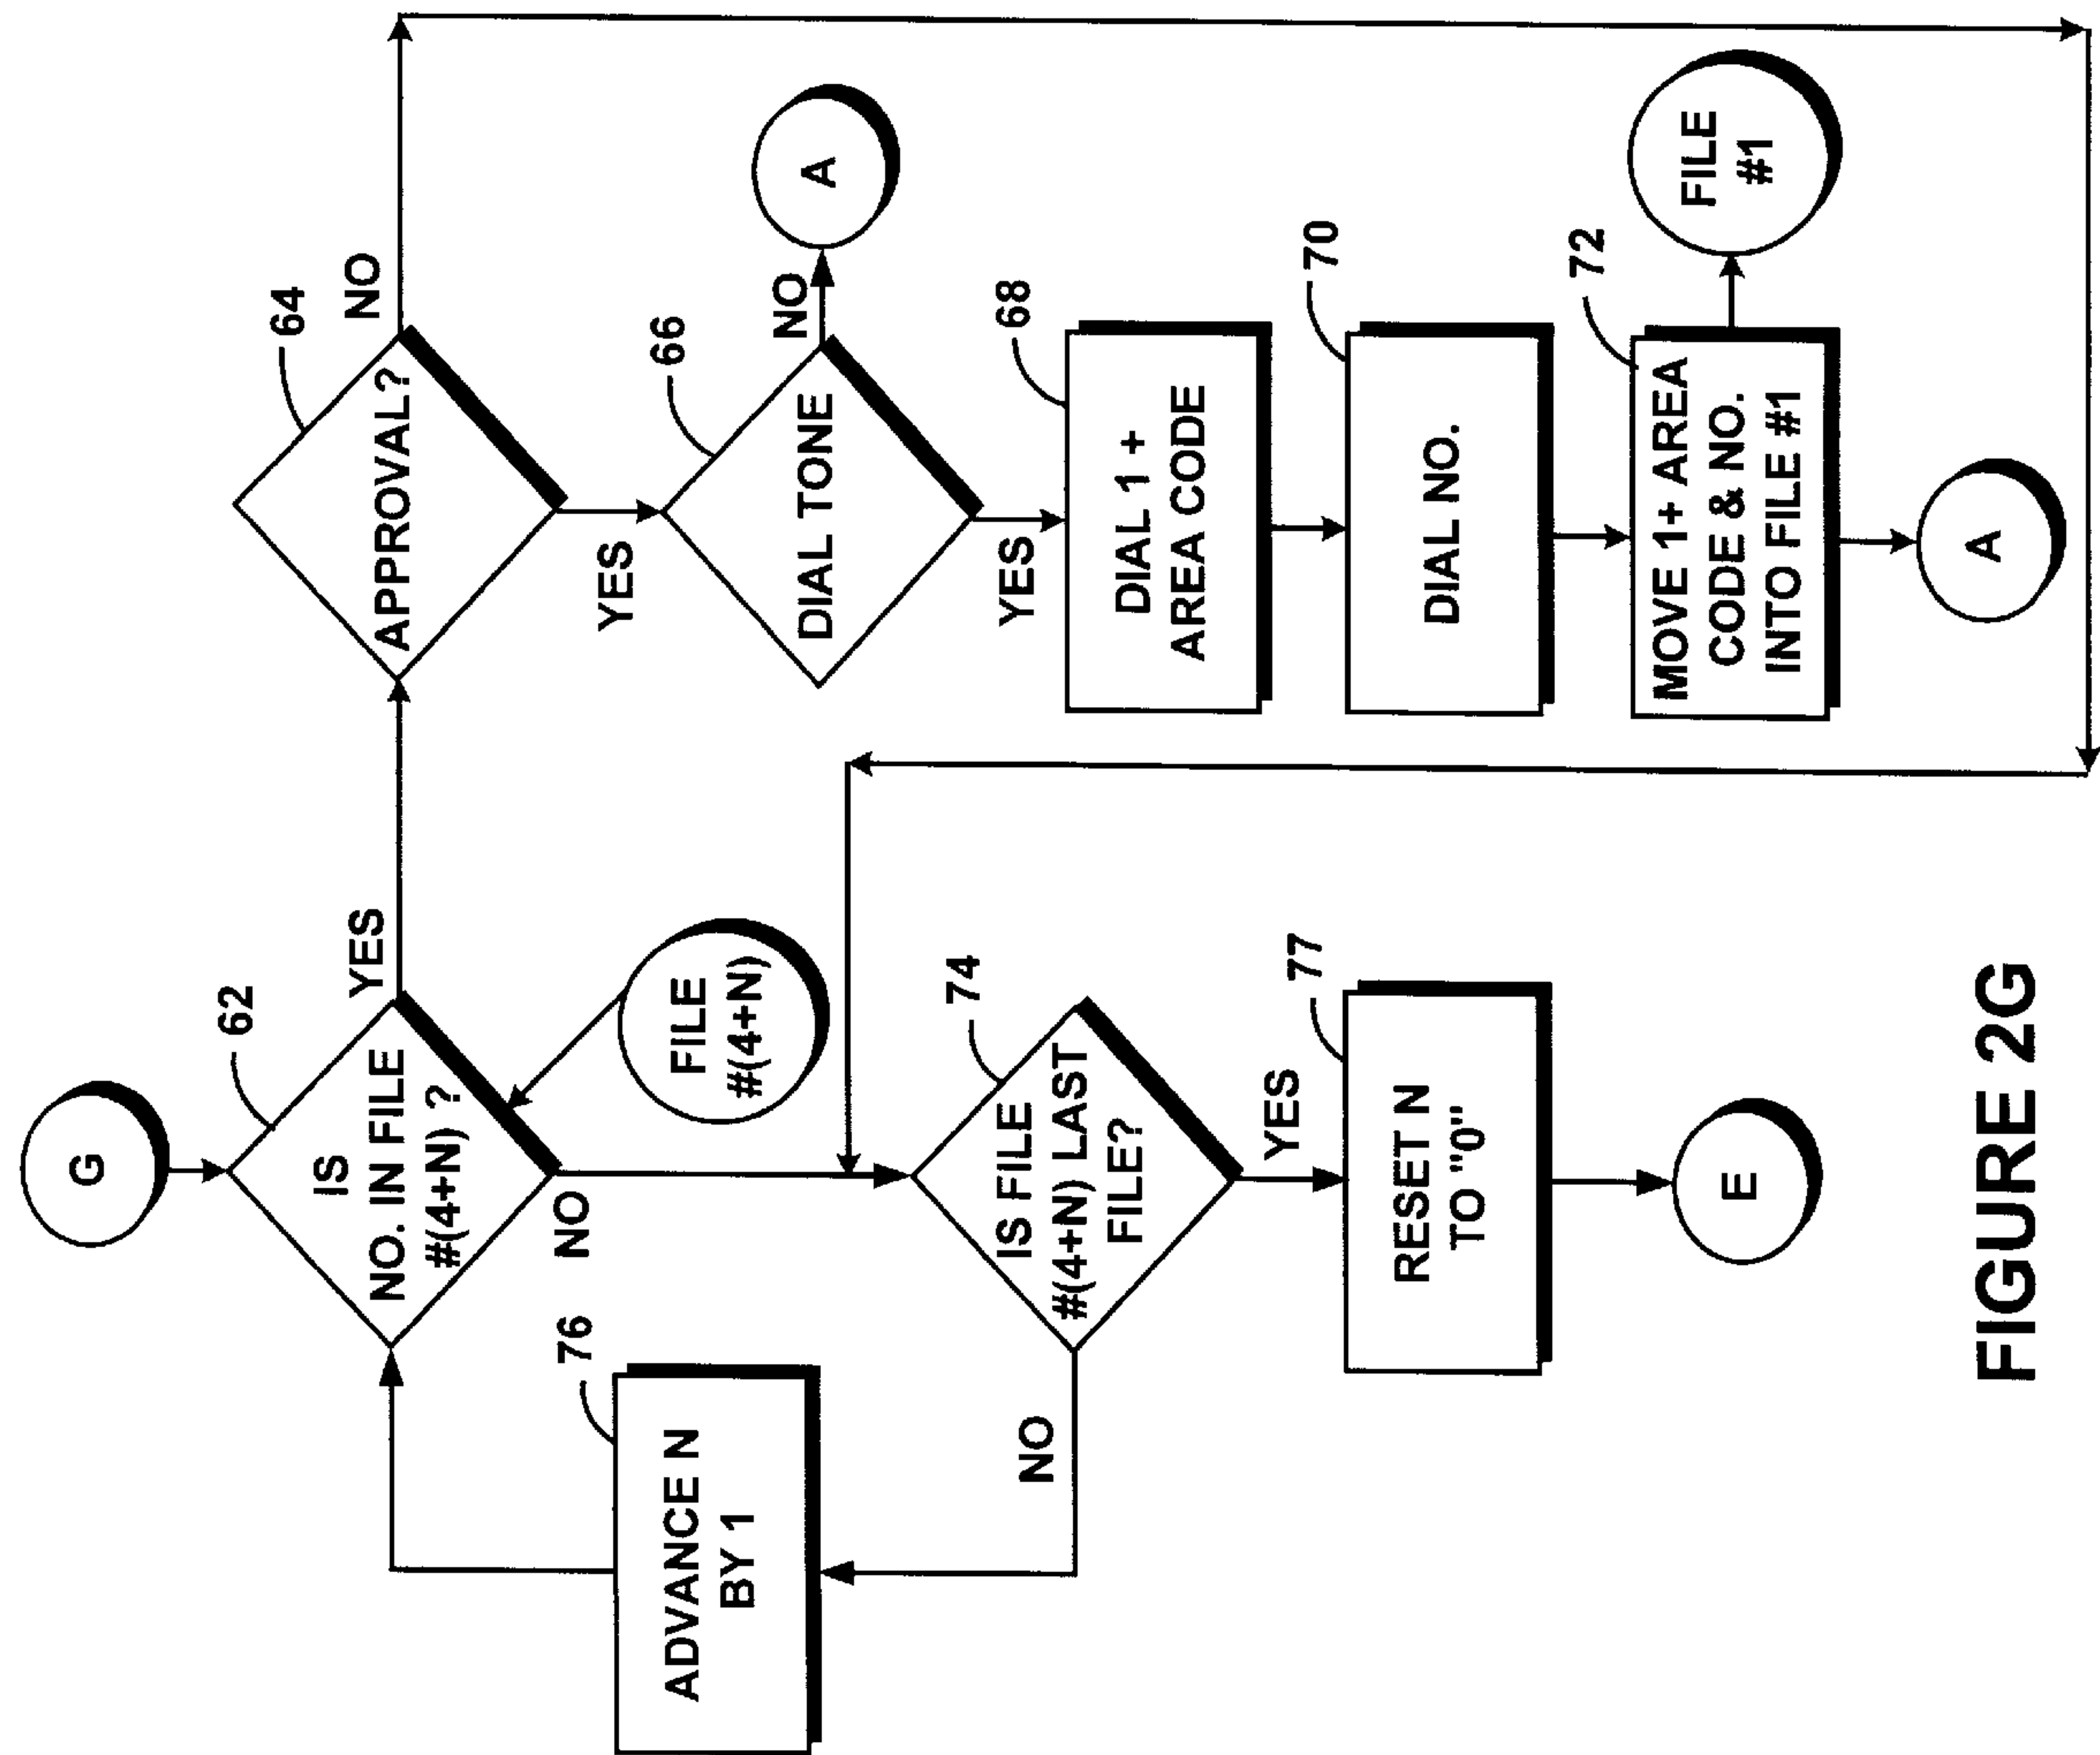 G
62
IS
NO. IN FILE
#(4+N) ?
YES
NO
FILE
#(4+N)
64
APPROVAL?
NO
YES
66
DIAL TONE
NO
A
YES
68
DIAL 1 +
AREA CODE
70
DIAL NO.
72
MOVE 1+ AREA
CODE & NO.
INTO FILE #1
FILE
#1
A
76
ADVANCE N
BY 1
74
IS FILE
#(4+N) LAST
FILE?
NO
YES
77
RESET N
TO "0"
E
FIGURE 2G